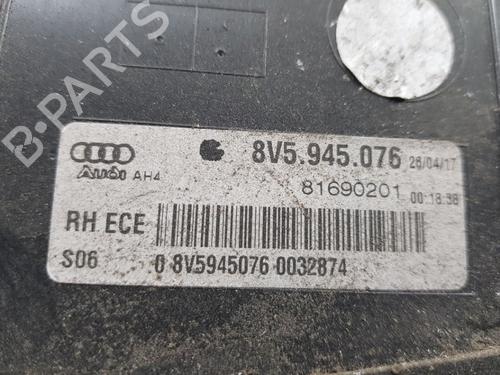 B-PARTS
8V5.945.076 26/04/17
Audi AH4 81690201 00:18:38
RH ECE
S06 0 8V5945076 0032874